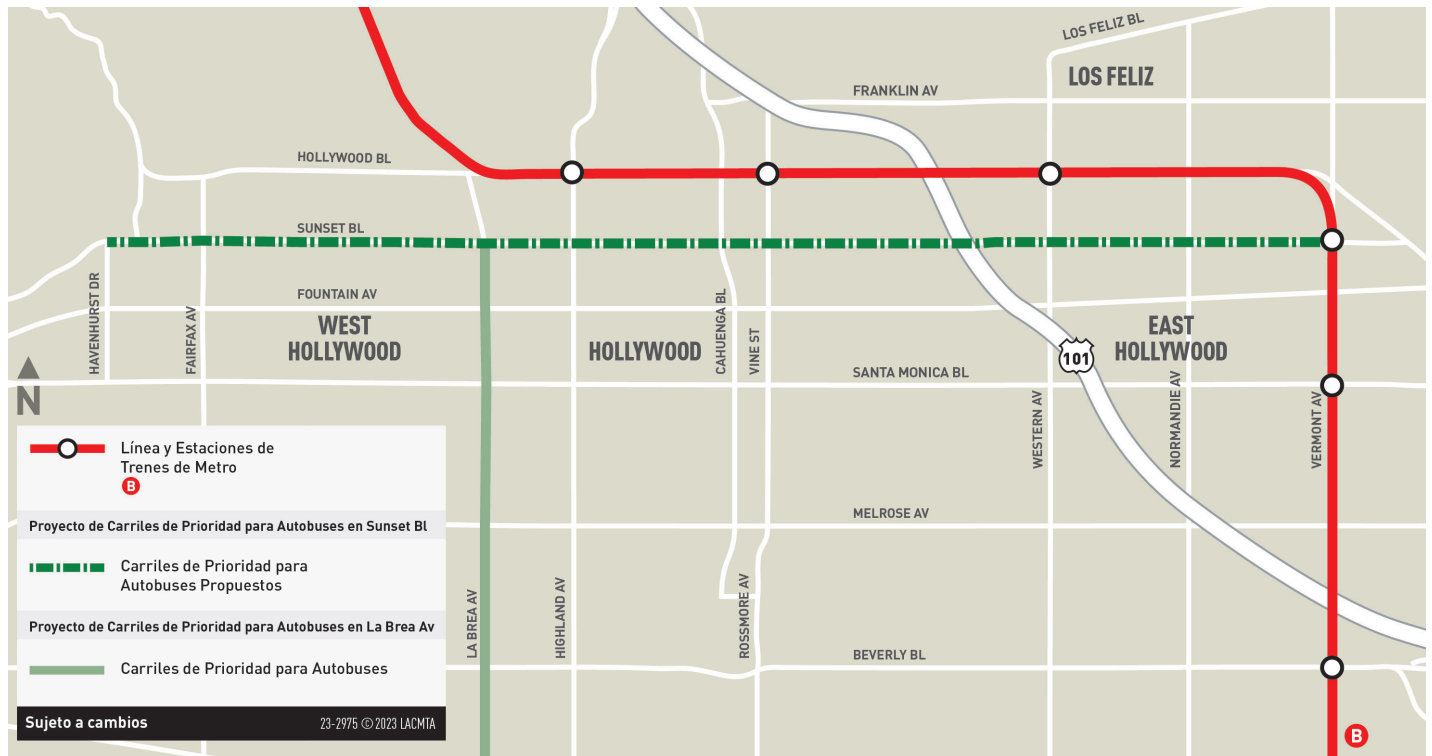 LOS FELIZ BL
LOS FELIZ
FRANKLIN AV
HOLLYWOOD BL
SUNSET BL
HAVENHURST DR
FAIRFAX AV
FOUNTAIN AV
WEST
HOLLYWOOD
HOLLYWOOD
CAHUENGA BL
VINE ST
EAST
HOLLYWOOD
101
SANTA MONICA BL
WESTERN AV
NORMANDIE AV
VERMONT AV
N
MELROSE AV
LA BREA AV
HIGHLAND AV
ROSSMORE AV
BEVERLY BL
B
Línea y Estaciones de
Trenes de Metro
B
Proyecto de Carriles de Prioridad para Autobuses en Sunset Bl
Carriles de Prioridad para
Autobuses Propuestos
Proyecto de Carriles de Prioridad para Autobuses en La Brea Av
Carriles de Prioridad para Autobuses
Sujeto a cambios
23-2975 © 2023 LACMTA